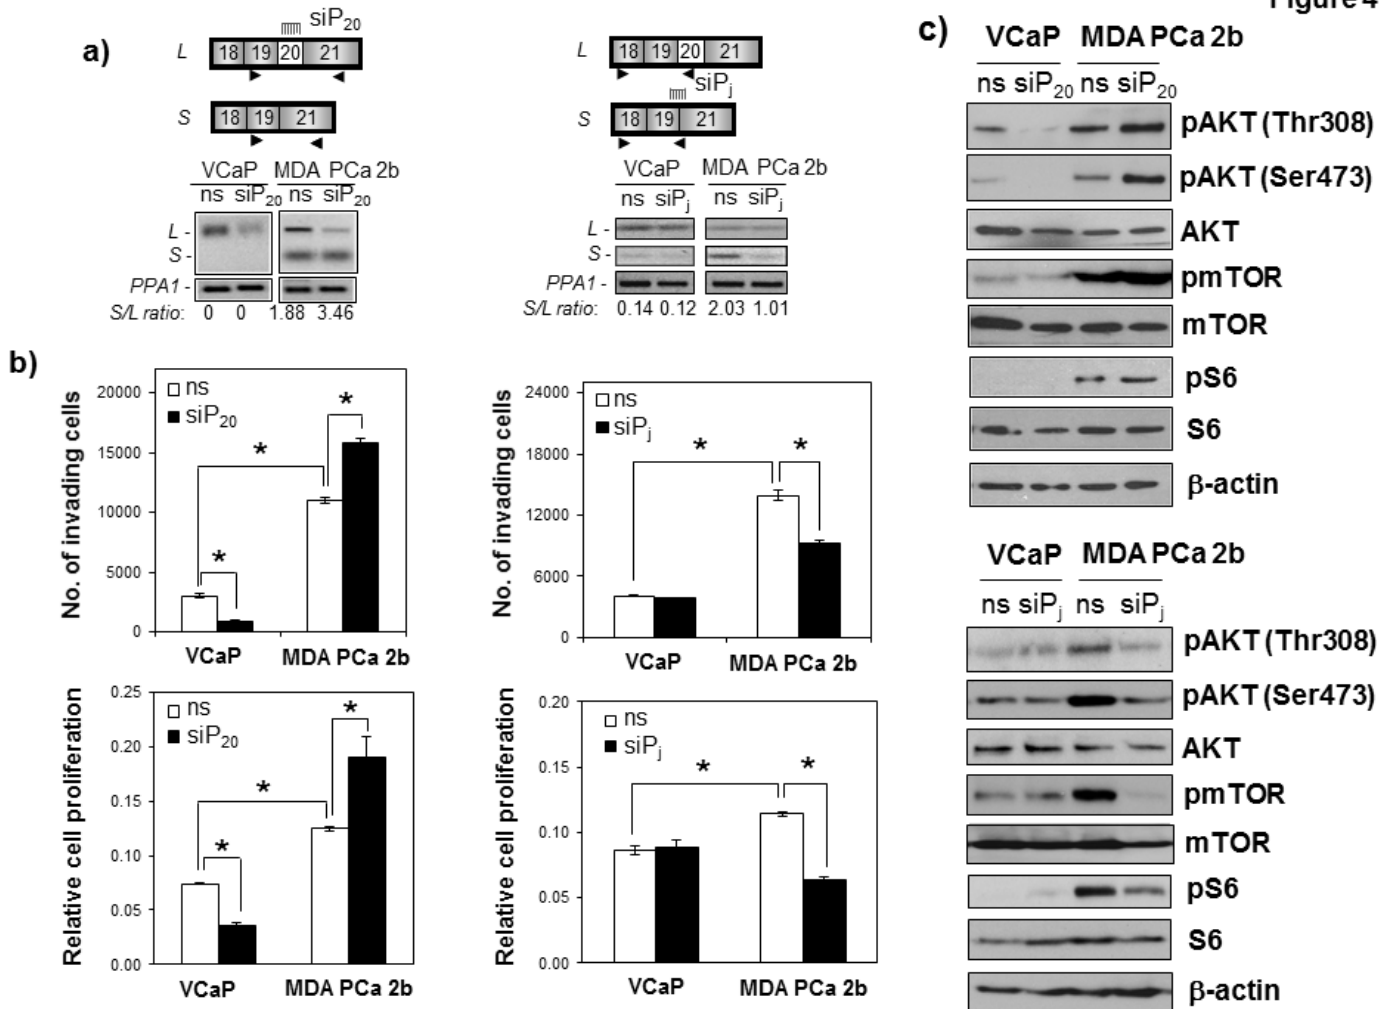 Figure 4
a)
siP20
L 18 19 20 21
S 18 19 21
VCaP MDA PCa 2b
ns siP20 ns siP20
L -
S -
PPA1 -
S/L ratio: 0 0 1.88 3.46
L 18 19 20 21
siPj
S 18 19 21
VCaP MDA PCa 2b
ns siPj ns siPj
L -
S -
PPA1 -
S/L ratio: 0.14 0.12 2.03 1.01
b)
No. of invading cells
20000
15000
10000
5000
0
ns
siP20
* * *
VCaP MDA PCa 2b
No. of invading cells
24000
18000
12000
6000
0
ns
siPj
* *
VCaP MDA PCa 2b
Relative cell proliferation
0.25
0.20
0.15
0.10
0.05
0.00
ns
siP20
* * *
VCaP MDA PCa 2b
Relative cell proliferation
0.20
0.15
0.10
0.05
0.00
ns
siPj
* *
VCaP MDA PCa 2b
c)
VCaP MDA PCa 2b
ns siP20 ns siP20
pAKT (Thr308)
pAKT (Ser473)
AKT
pmTOR
mTOR
pS6
S6
β-actin
VCaP MDA PCa 2b
ns siPj ns siPj
pAKT (Thr308)
pAKT (Ser473)
AKT
pmTOR
mTOR
pS6
S6
β-actin